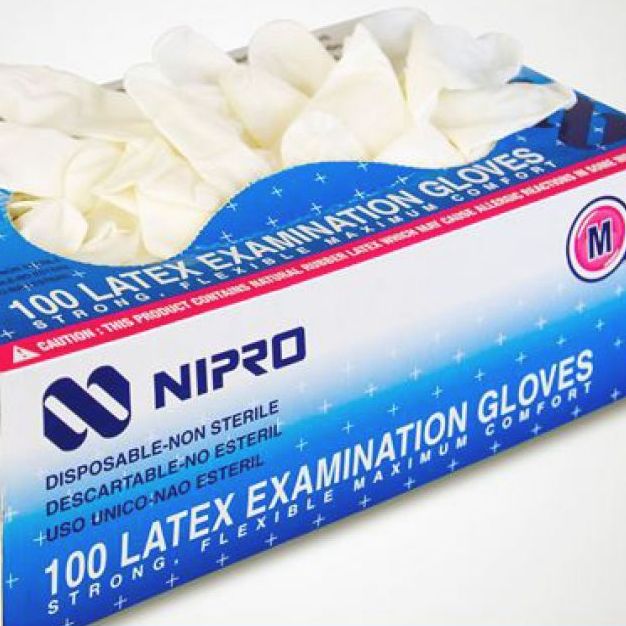 100 LATEX EXAMINATION GLOVES
STRONG, FLEXIBLE MAXIMUM COMFORT
CAUTION : THIS PRODUCT CONTAINS NATURAL RUBBER LATEX WHICH MAY CAUSE ALLERGIC REACTIONS IN SOME
M
NIPRO
DISPOSABLE-NON STERILE
DESCARTABLE-NO ESTERIL
USO UNICO-NAO ESTERIL
100 LATEX EXAMINATION GLOVES
STRONG, FLEXIBLE MAXIMUM COMFORT